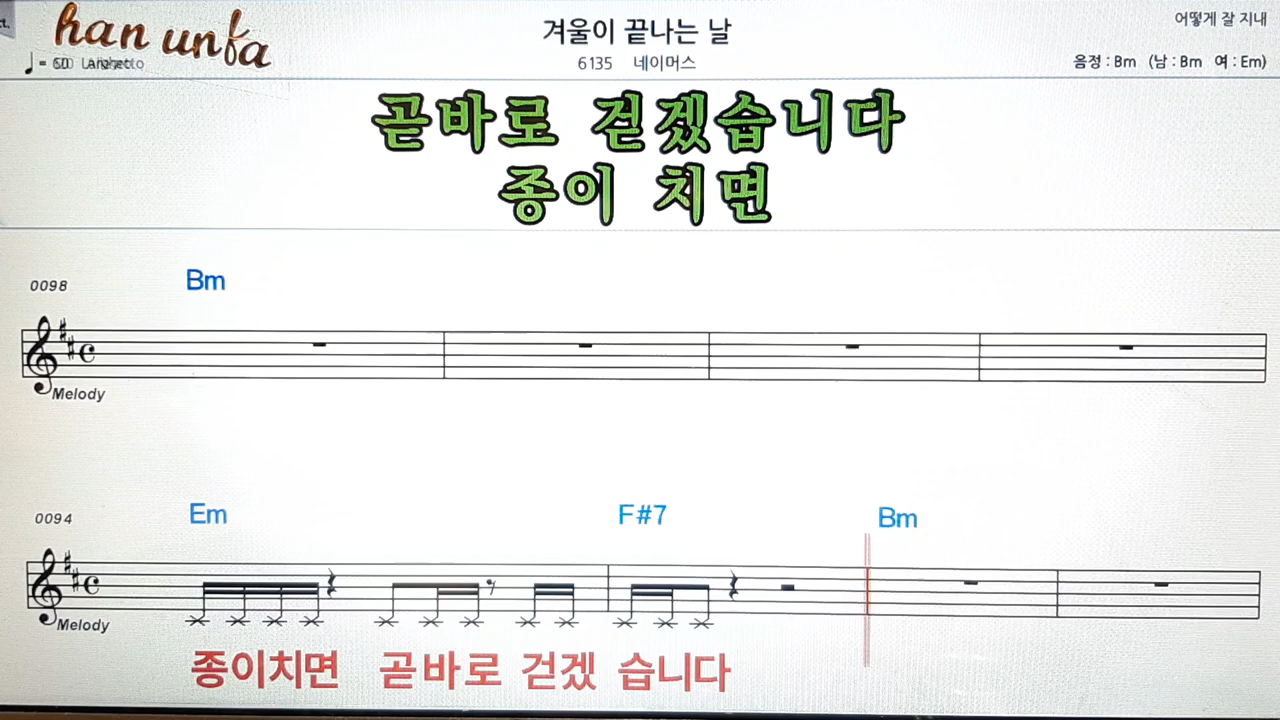 han unfa
겨울이 끝나는 날
어떻게 잘 지내
6135 네이머스
음정 : Bm (남 : Bm 여 : Em)
곧바로 걷겠습니다
종이 치면
0098
Bm
Melody
0094
Em F#7 Bm
Melody
종이치면 곧바로 걷겠 습니다